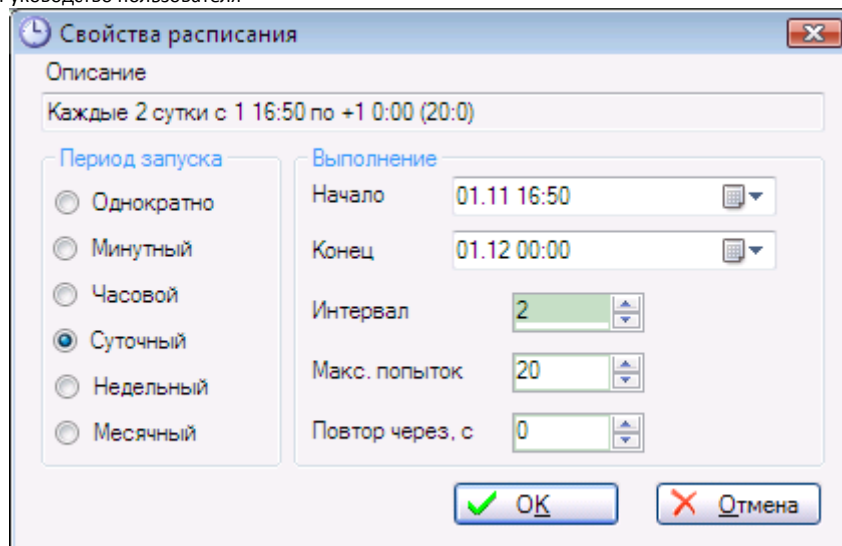 Руководство пользователя
Свойства расписания
Описание
Каждые 2 сутки с 1 16:50 по +1 0:00 (20:0)
Период запуска
Однократно
Минутный
Часовой
Суточный
Недельный
Месячный
Выполнение
Начало 01.11 16:50
Конец 01.12 00:00
Интервал 2
Макс. попыток 20
Повтор через, с 0
OK Отмена